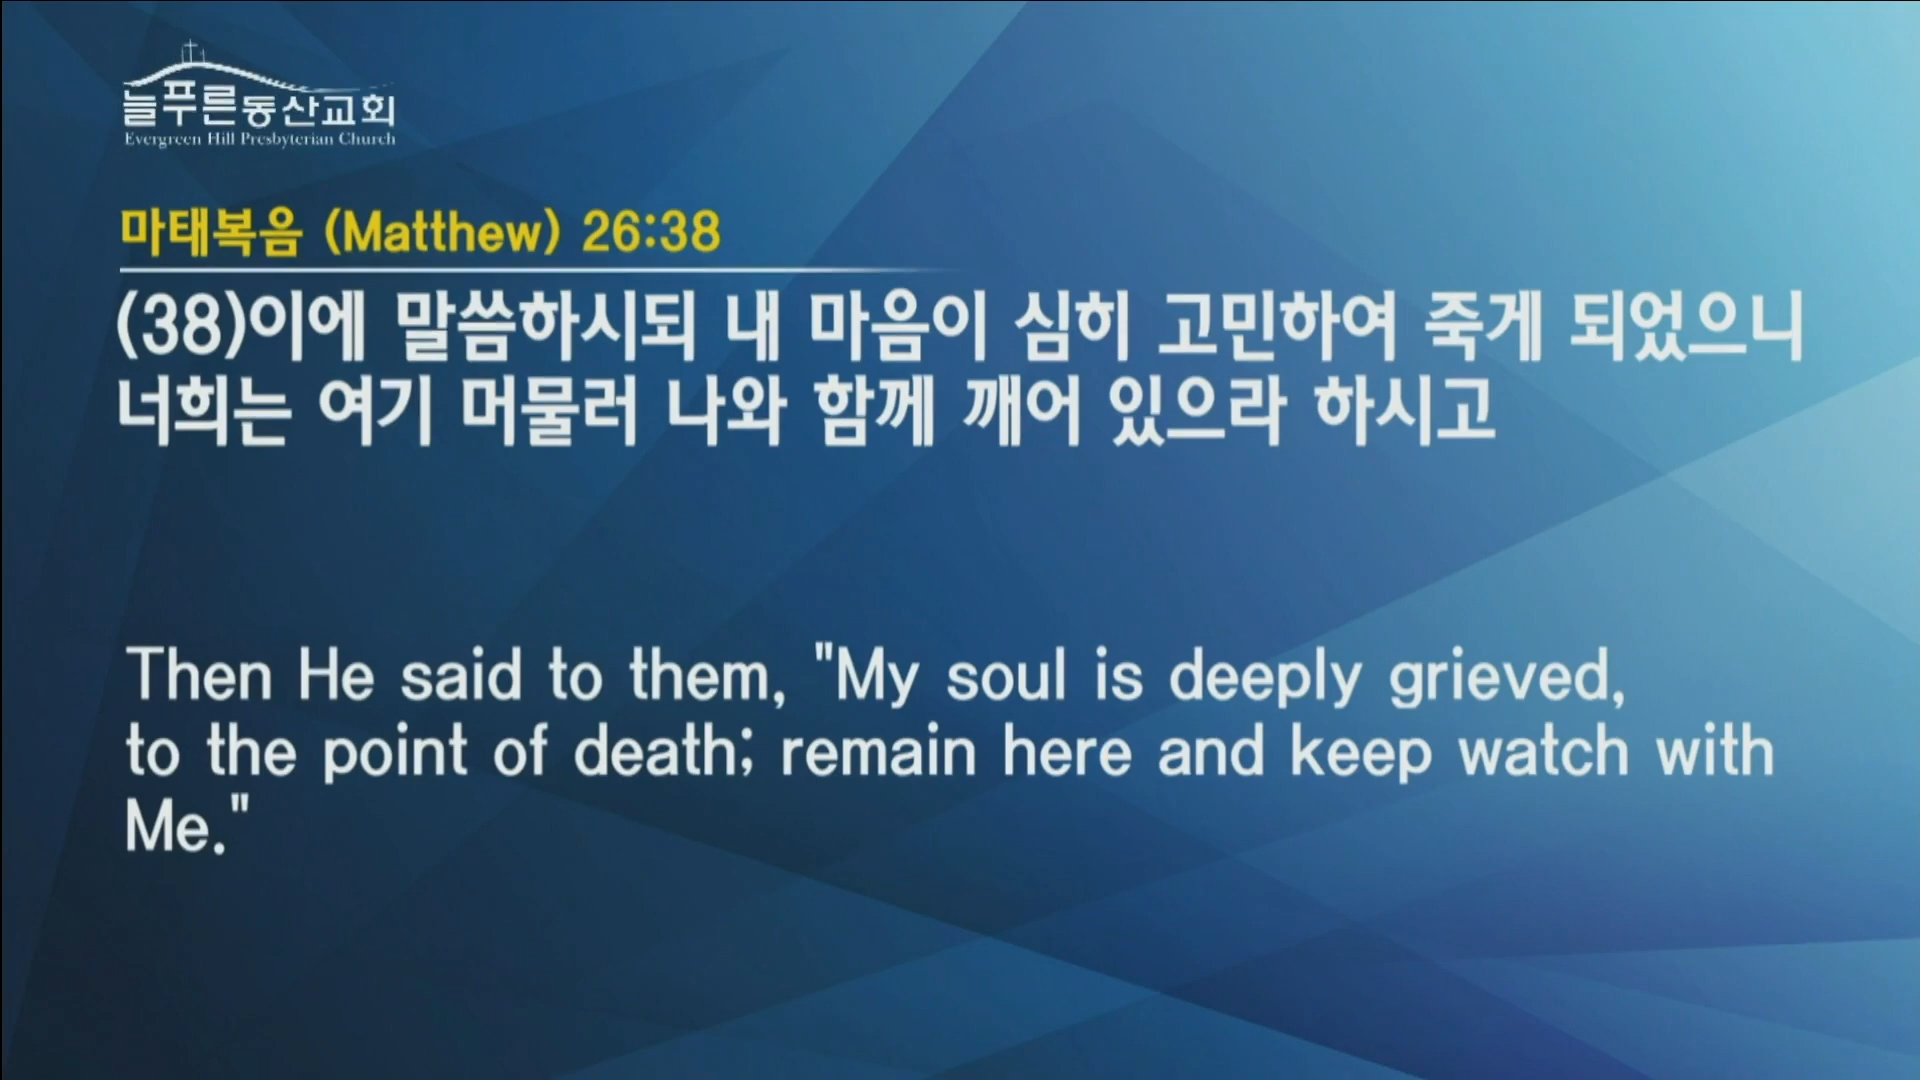 늘푸른동산교회
Evergreen Hill Presbyterian Church
마태복음 (Matthew) 26:38
(38)이에 말씀하시되 내 마음이 심히 고민하여 죽게 되었으니
너희는 여기 머물러 나와 함께 깨어 있으라 하시고
Then He said to them, "My soul is deeply grieved,
to the point of death; remain here and keep watch with
Me."